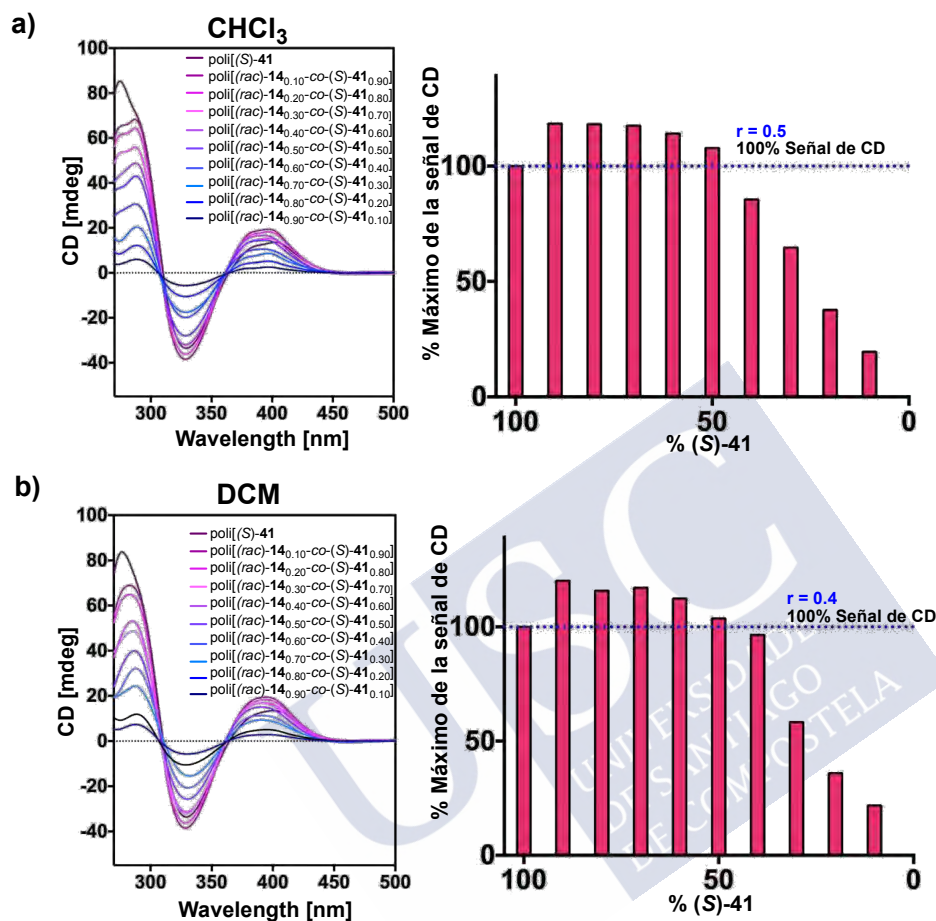 a)
CHCl₃
CD [mdeg]
100
80
60
40
20
0
-20
-40
300
350
400
450
500
Wavelength [nm]
poli[(S)-41
poli[(rac)-14₀.₁₀-co-(S)-41₀.₉₀]
poli[(rac)-14₀.₂₀-co-(S)-41₀.₈₀]
poli[(rac)-14₀.₃₀-co-(S)-41₀.₇₀]
poli[(rac)-14₀.₄₀-co-(S)-41₀.₆₀]
poli[(rac)-14₀.₅₀-co-(S)-41₀.₅₀]
poli[(rac)-14₀.₆₀-co-(S)-41₀.₄₀]
poli[(rac)-14₀.₇₀-co-(S)-41₀.₃₀]
poli[(rac)-14₀.₈₀-co-(S)-41₀.₂₀]
poli[(rac)-14₀.₉₀-co-(S)-41₀.₁₀]
% Máximo de la señal de CD
100
50
0
r = 0.5
100% Señal de CD
100
50
0
% (S)-41
b)
DCM
CD [mdeg]
100
80
60
40
20
0
-20
-40
300
350
400
450
500
Wavelength [nm]
poli[(S)-41
poli[(rac)-14₀.₁₀-co-(S)-41₀.₉₀]
poli[(rac)-14₀.₂₀-co-(S)-41₀.₈₀]
poli[(rac)-14₀.₃₀-co-(S)-41₀.₇₀]
poli[(rac)-14₀.₄₀-co-(S)-41₀.₆₀]
poli[(rac)-14₀.₅₀-co-(S)-41₀.₅₀]
poli[(rac)-14₀.₆₀-co-(S)-41₀.₄₀]
poli[(rac)-14₀.₇₀-co-(S)-41₀.₃₀]
poli[(rac)-14₀.₈₀-co-(S)-41₀.₂₀]
poli[(rac)-14₀.₉₀-co-(S)-41₀.₁₀]
% Máximo de la señal de CD
100
50
0
r = 0.4
100% Señal de CD
100
50
0
% (S)-41
USC
UNIVERSIDADE
DE SANTIAGO
DE COMPOSTELA